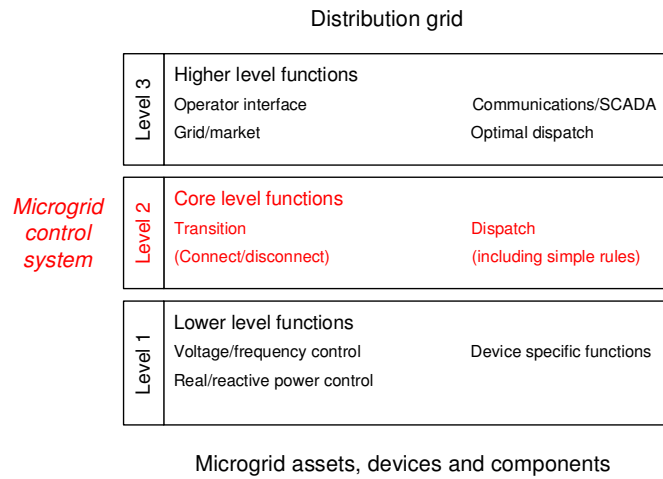 Distribution grid
Level 3
Higher level functions
Operator interface
Communications/SCADA
Grid/market
Optimal dispatch
Microgrid
control
system
Level 2
Core level functions
Transition
Dispatch
(Connect/disconnect)
(including simple rules)
Level 1
Lower level functions
Voltage/frequency control
Device specific functions
Real/reactive power control
Microgrid assets, devices and components